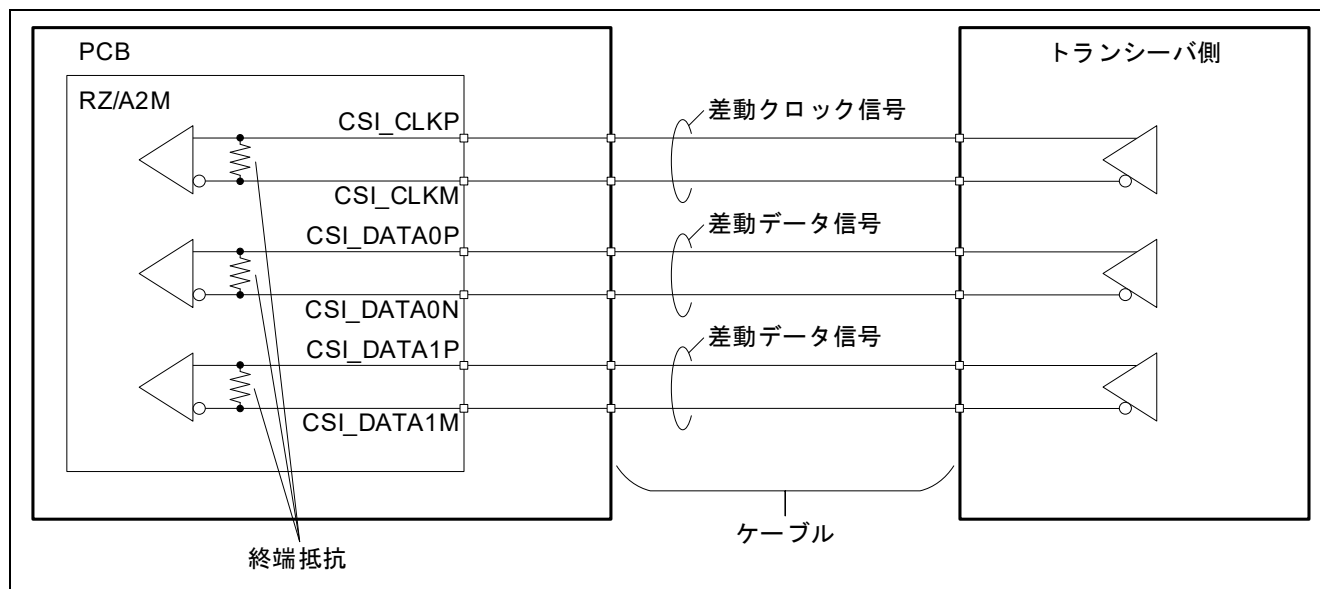 PCB
トランシーバ側
RZ/A2M
CSI_CLKP
差動クロック信号
CSI_CLKM
CSI_DATA0P
差動データ信号
CSI_DATA0N
CSI_DATA1P
差動データ信号
CSI_DATA1M
ケーブル
終端抵抗